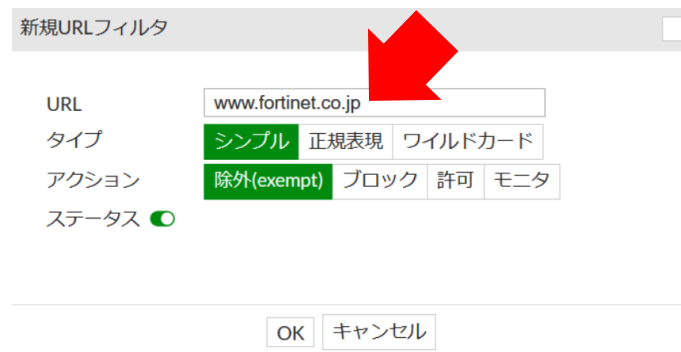 新規URLフィルタ
URL www.fortinet.co.jp
タイプ シンプル 正規表現 ワイルドカード
アクション 除外(exempt) ブロック 許可 モニタ
ステータス
OK キャンセル